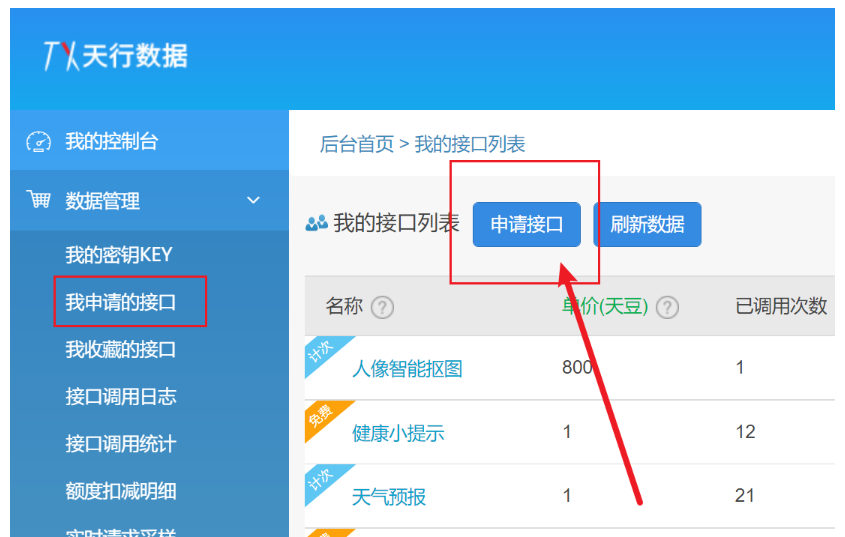 TX天行数据
我的控制台
后台首页 > 我的接口列表
数据管理
我的接口列表 申请接口 刷新数据
我的密钥KEY
我申请的接口
我收藏的接口
接口调用日志
接口调用统计
额度扣减明细
实时请求采样
名称 ? 单价(天豆) ? 已调用次数
计次 人像智能抠图 800 1
免费 健康小提示 1 12
计次 天气预报 1 21